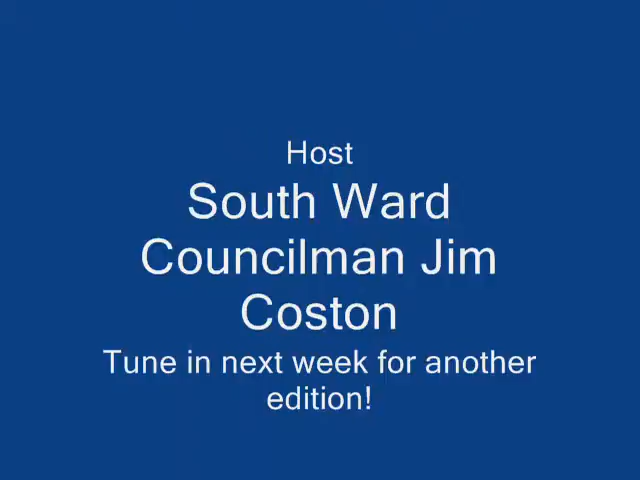 Host
South Ward
Councilman Jim
Coston
Tune in next week for another
edition!